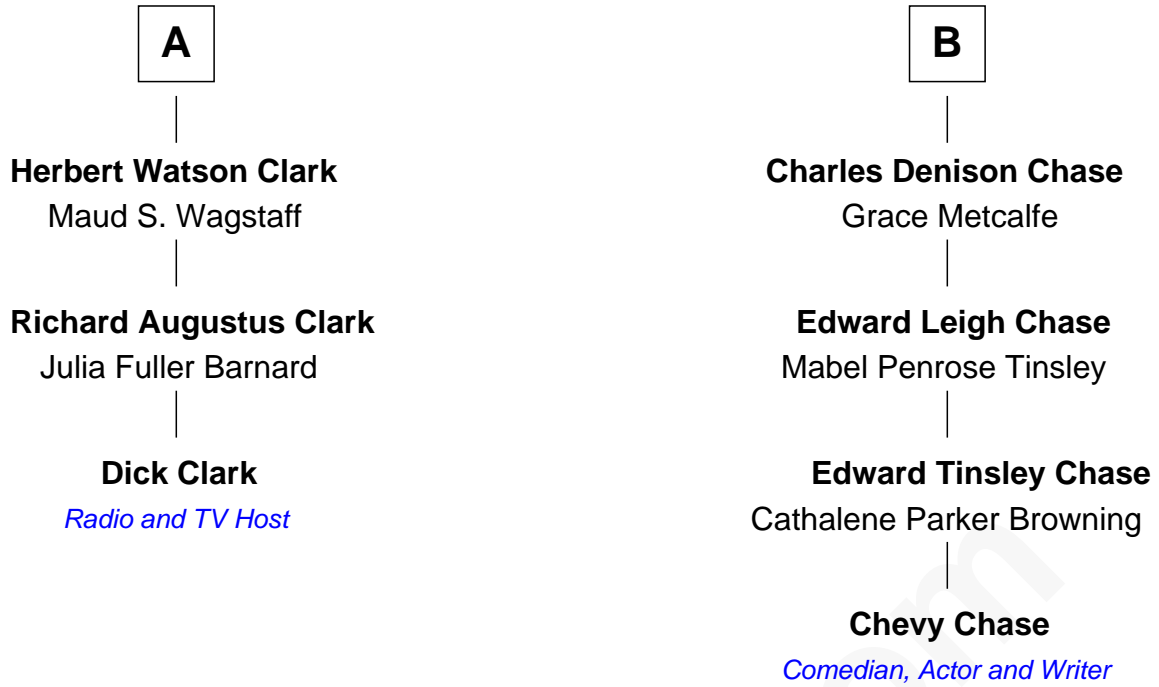 A
Herbert Watson Clark
Maud S. Wagstaff
Richard Augustus Clark
Julia Fuller Barnard
Dick Clark
Radio and TV Host
B
Charles Denison Chase
Grace Metcalfe
Edward Leigh Chase
Mabel Penrose Tinsley
Edward Tinsley Chase
Cathalene Parker Browning
Chevy Chase
Comedian, Actor and Writer